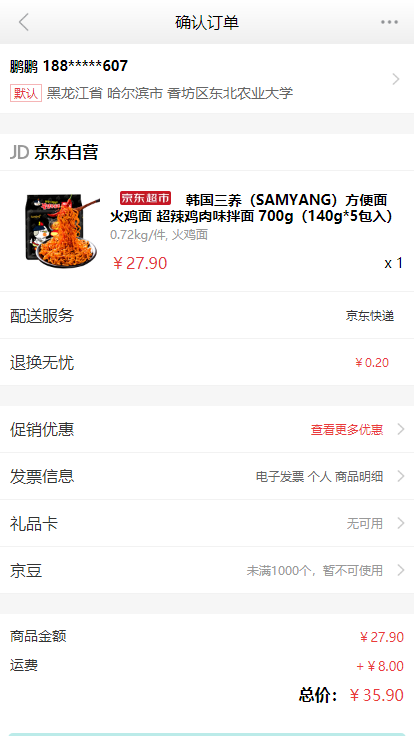 确认订单
鹏鹏 188*****607
默认 黑龙江省 哈尔滨市 香坊区东北农业大学
JD 京东自营
京东超市 韩国三养（SAMYANG）方便面
火鸡面 超辣鸡肉味拌面 700g（140g*5包入）
0.72kg/件, 火鸡面
￥27.90 x 1
配送服务 京东快递
退换无忧 ￥0.20
促销优惠 查看更多优惠
发票信息 电子发票 个人 商品明细
礼品卡 无可用
京豆 未满1000个，暂不可使用
商品金额 ￥27.90
运费 +￥8.00
总价：￥35.90